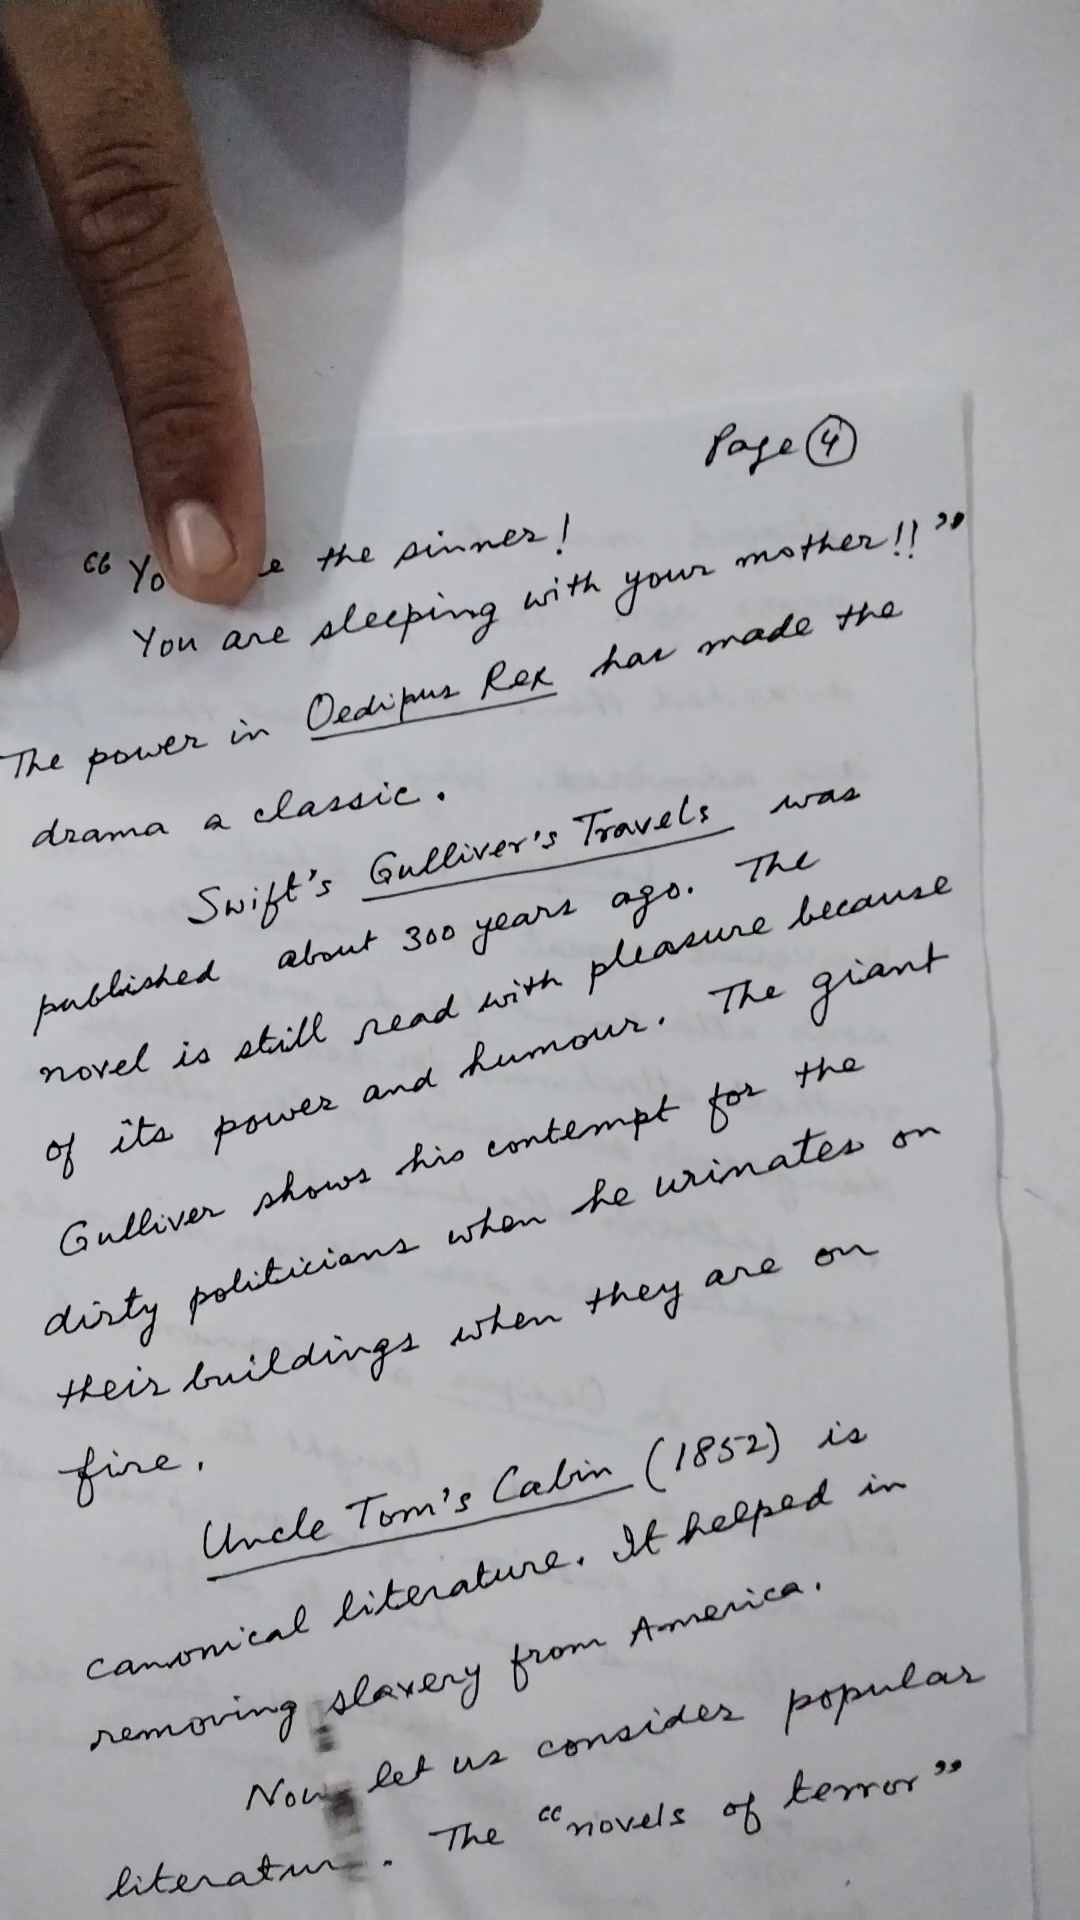 Page 4
"Yo e the sinner!
You are sleeping with your mother!!"
The power in Oedipus Rex has made the
drama a classic.
Swift's Gulliver's Travels was
published about 300 years ago. The
novel is still read with pleasure because
of its power and humour. The giant
Gulliver shows his contempt for the
dirty politicians when he urinates on
their buildings when they are on
fire.
Uncle Tom's Cabin (1852) is
canonical literature. It helped in
removing slavery from America.
Now let us consider popular
literatur. The "novels of terror"